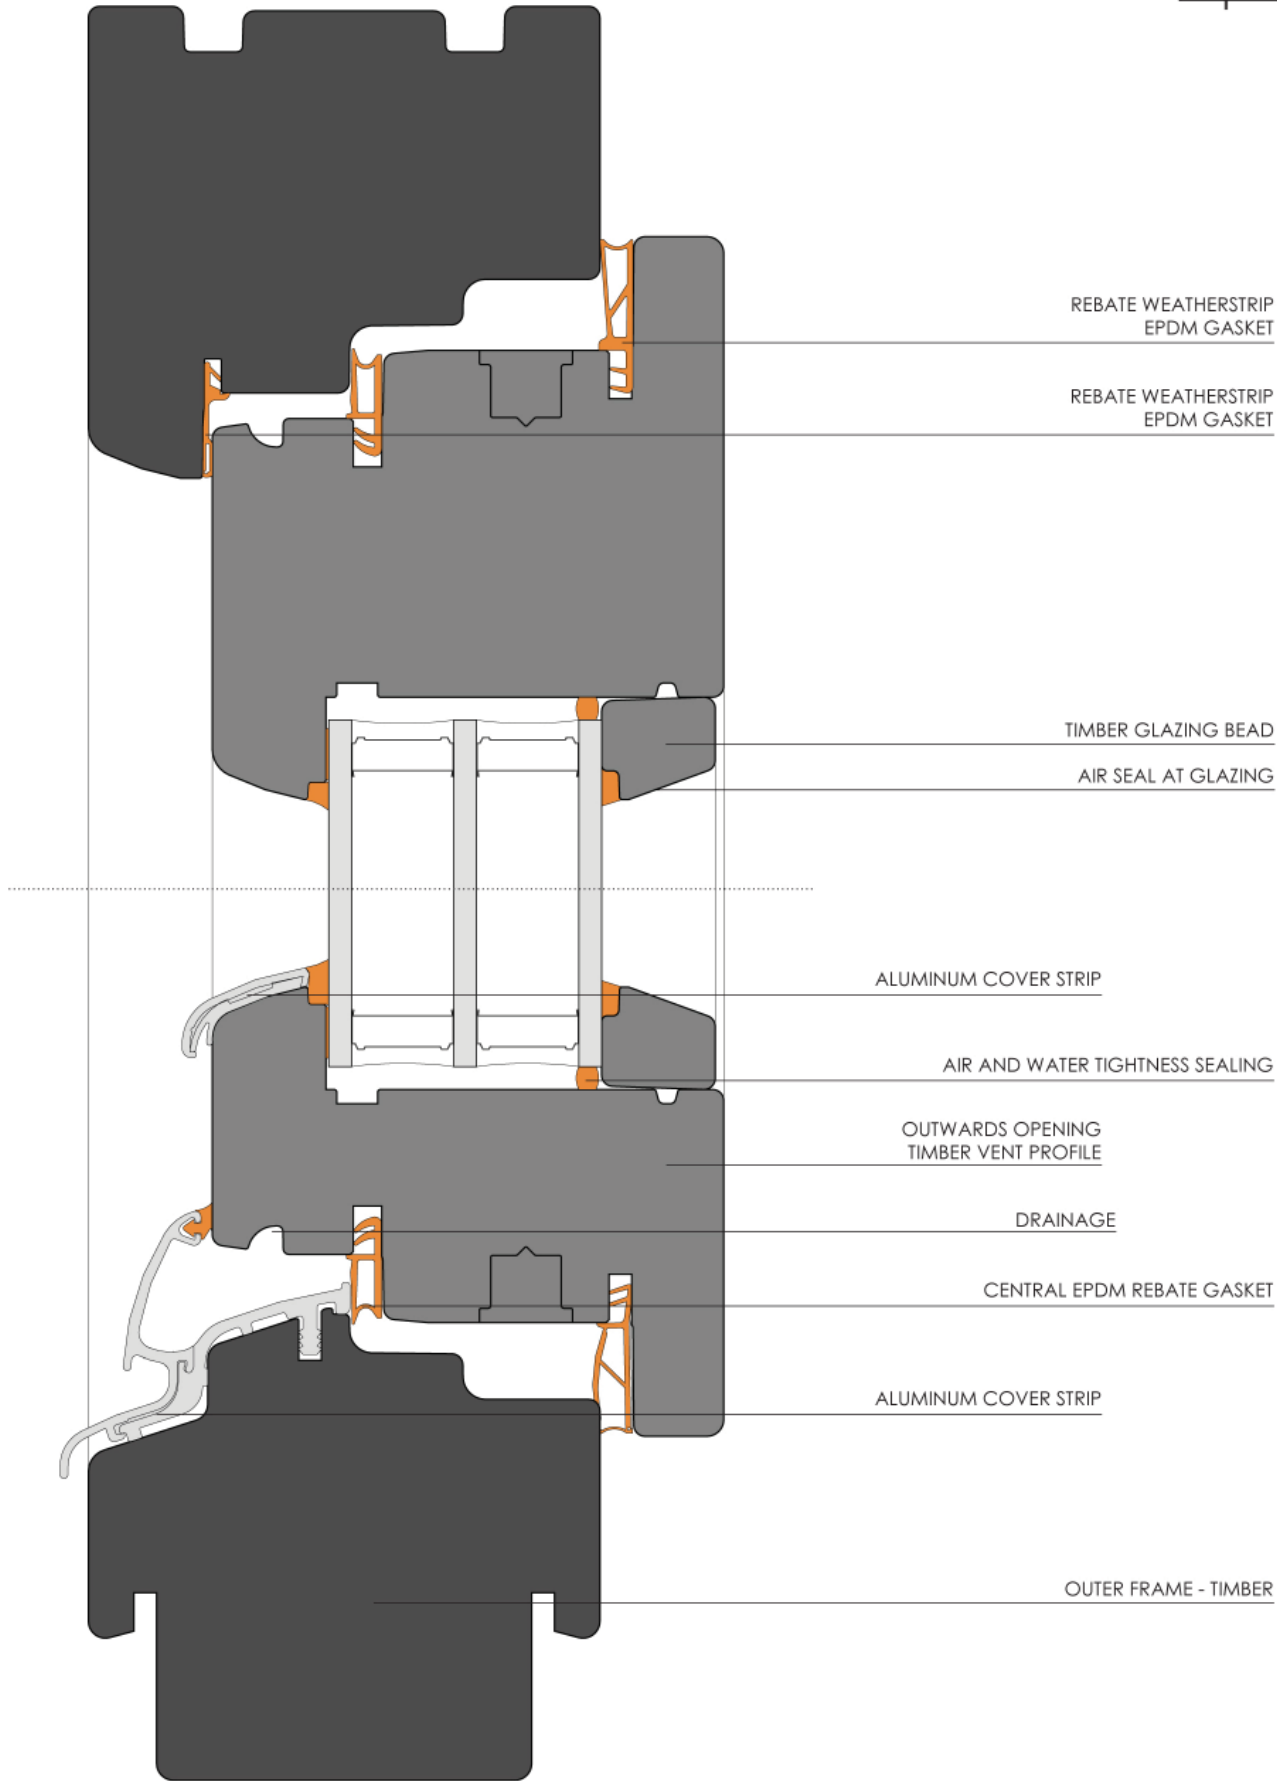 REBATE WEATHERSTRIP
EPDM GASKET
REBATE WEATHERSTRIP
EPDM GASKET
TIMBER GLAZING BEAD
AIR SEAL AT GLAZING
ALUMINUM COVER STRIP
AIR AND WATER TIGHTNESS SEALING
OUTWARDS OPENING
TIMBER VENT PROFILE
DRAINAGE
CENTRAL EPDM REBATE GASKET
ALUMINUM COVER STRIP
OUTER FRAME - TIMBER